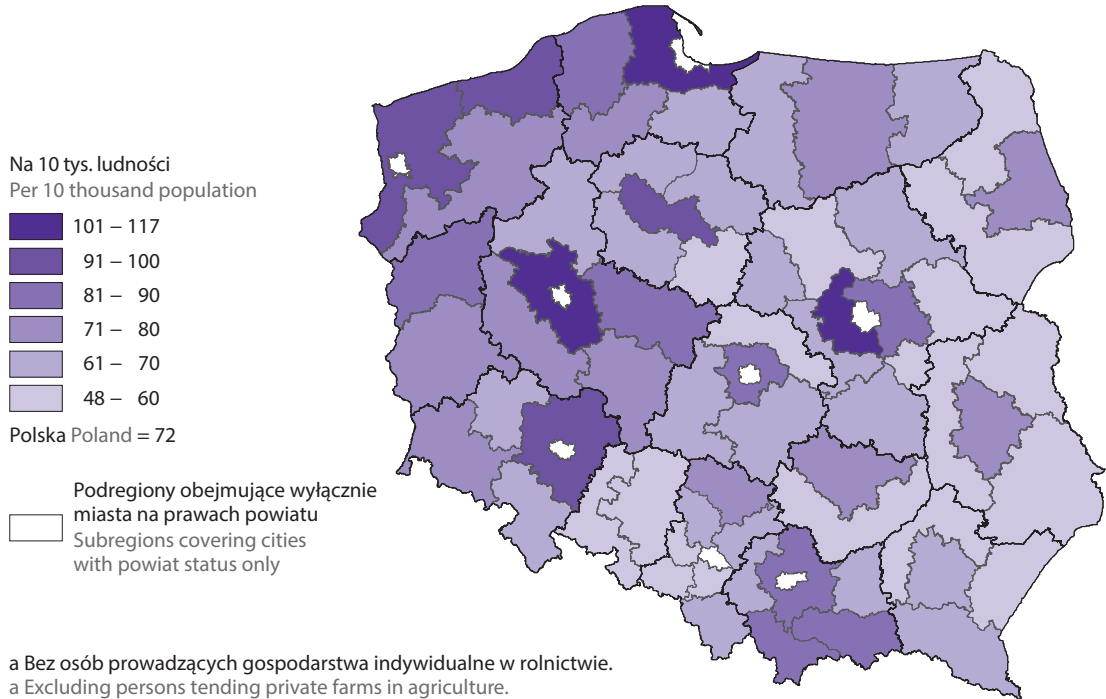 Na 10 tys. ludności
Per 10 thousand population
101 – 117
91 – 100
81 – 90
71 – 80
61 – 70
48 – 60
Polska Poland = 72
Podregiony obejmujące wyłącznie
miasta na prawach powiatu
Subregions covering cities
with powiat status only
a Bez osób prowadzących gospodarstwa indywidualne w rolnictwie.
a Excluding persons tending private farms in agriculture.